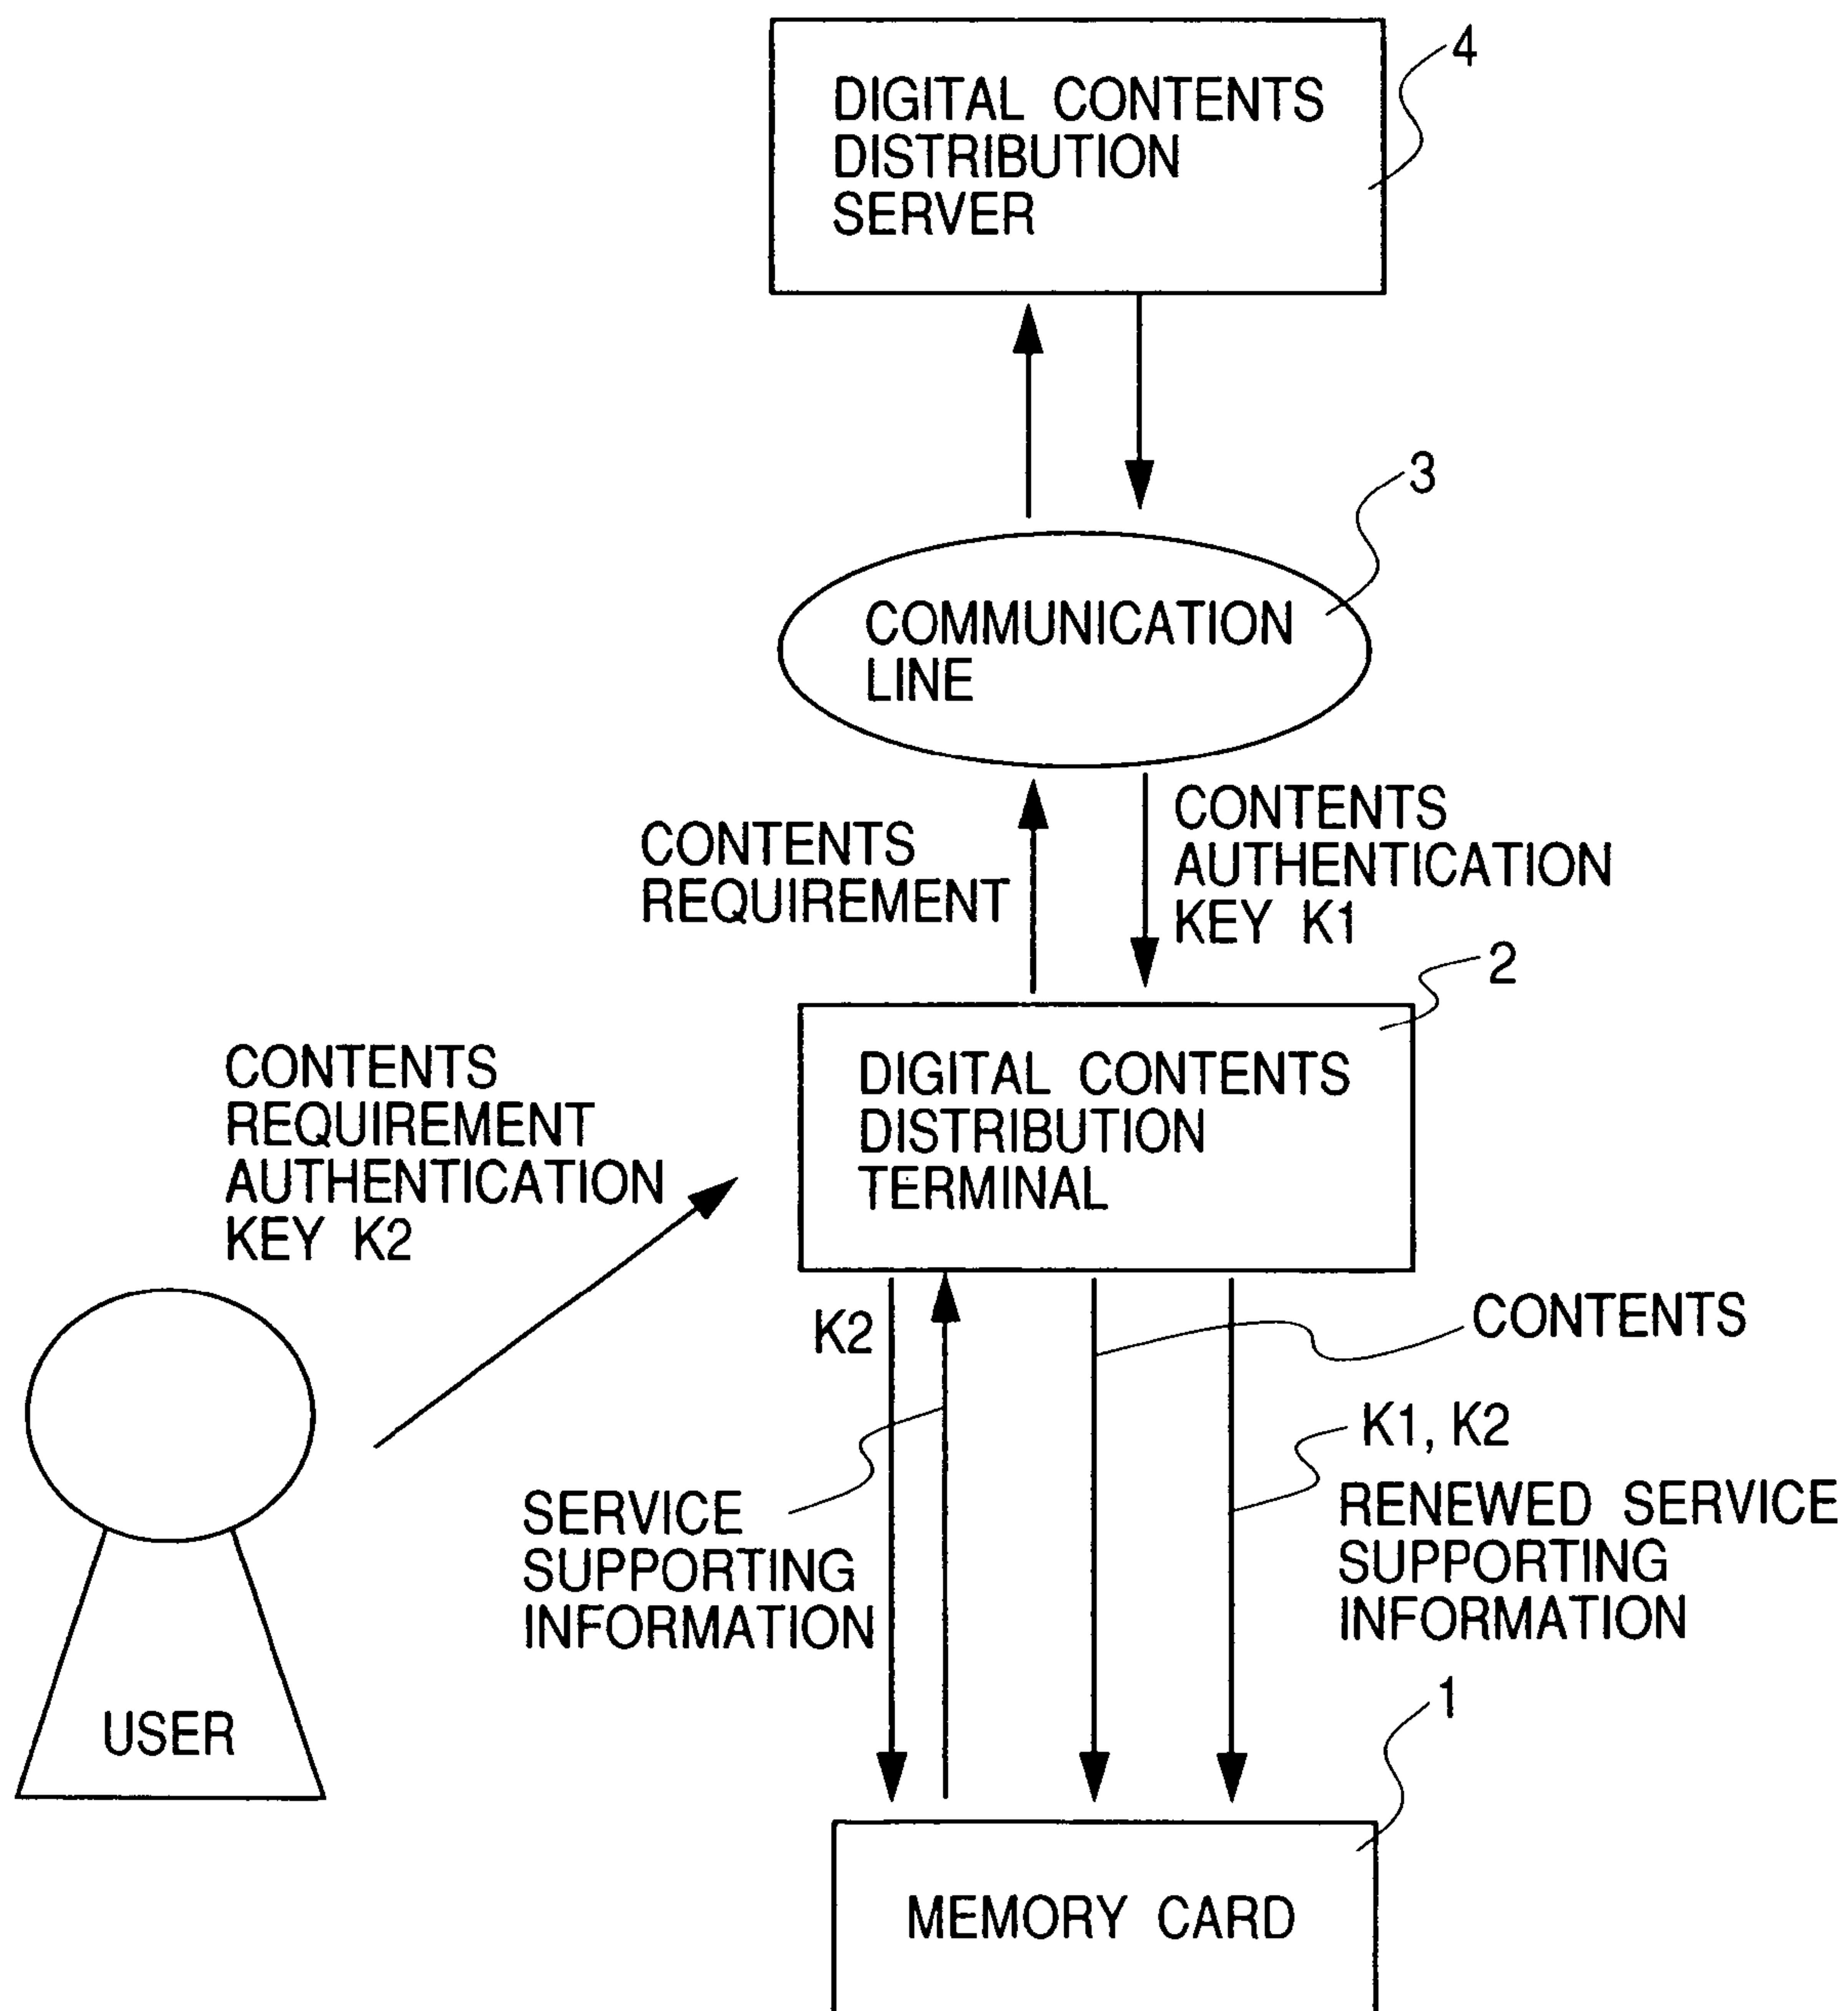 DIGITAL CONTENTS
DISTRIBUTION
SERVER
4
COMMUNICATION
LINE
3
CONTENTS
REQUIREMENT
CONTENTS
AUTHENTICATION
KEY K1
2
DIGITAL CONTENTS
DISTRIBUTION
TERMINAL
CONTENTS
REQUIREMENT
AUTHENTICATION
KEY K2
K2
CONTENTS
K1, K2
RENEWED SERVICE
SUPPORTING
INFORMATION
SERVICE
SUPPORTING
INFORMATION
USER
1
MEMORY CARD